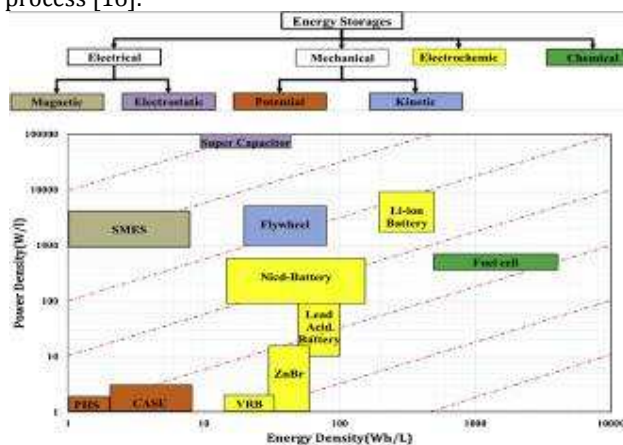 process [16].
Energy Storages
Electrical Mechanical Electrochemic Chemical
Magnetic Electrostatic Potential Kinetic
100000
10000
1000
100
10
1
Power Density(W/l)
Super Capacitor
SMES
Flywheel
Li-ion
Battery
Fuel cell
Nicd-Battery
Lead
Acid.
Battery
ZnBr
PHS
CASE
VRB
1 10 100 1000 10000
Energy Density(Wh/L)